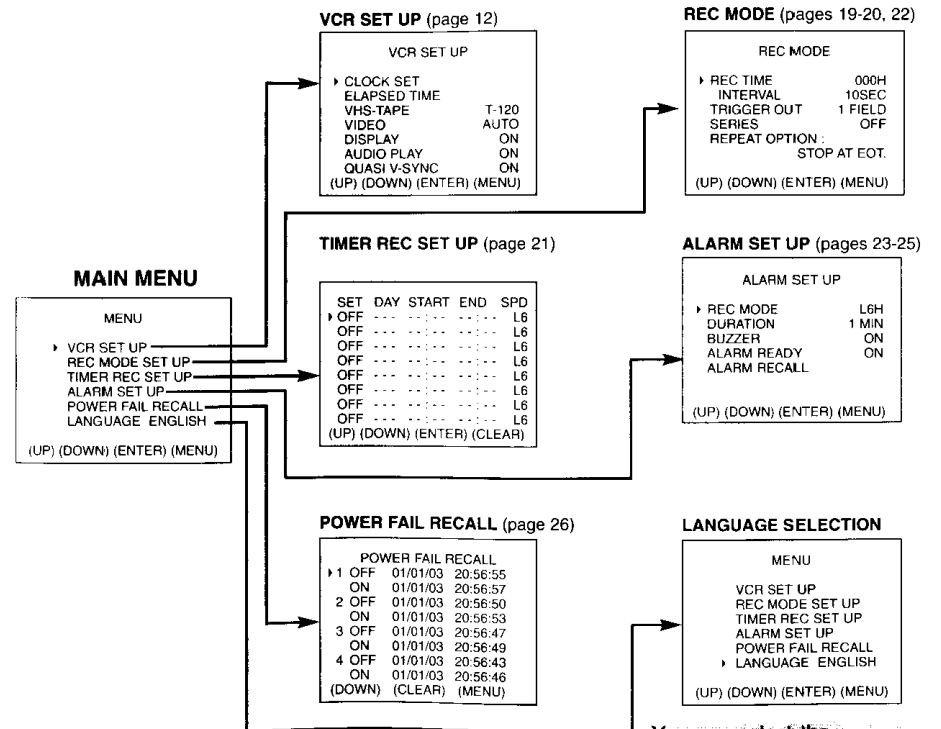 VCR SET UP (page 12)
VCR SET UP
CLOCK SET
ELAPSED TIME
VHS-TAPE T-120
VIDEO AUTO
DISPLAY ON
AUDIO PLAY ON
QUASI V-SYNC ON
(UP) (DOWN) (ENTER) (MENU)
REC MODE (pages 19-20, 22)
REC MODE
REC TIME 000H
INTERVAL 10SEC
TRIGGER OUT 1 FIELD
SERIES OFF
REPEAT OPTION :
STOP AT EOT.
(UP) (DOWN) (ENTER) (MENU)
MAIN MENU
MENU
VCR SET UP
REC MODE SET UP
TIMER REC SET UP
ALARM SET UP
POWER FAIL RECALL
LANGUAGE ENGLISH
(UP) (DOWN) (ENTER) (MENU)
TIMER REC SET UP (page 21)
SET DAY START END SPD
OFF --- --:-- --:-- L6
OFF --- --:-- --:-- L6
OFF --- --:-- --:-- L6
OFF --- --:-- --:-- L6
OFF --- --:-- --:-- L6
OFF --- --:-- --:-- L6
OFF --- --:-- --:-- L6
OFF --- --:-- --:-- L6
(UP) (DOWN) (ENTER) (CLEAR)
ALARM SET UP (pages 23-25)
ALARM SET UP
REC MODE L6H
DURATION 1 MIN
BUZZER ON
ALARM READY ON
ALARM RECALL
(UP) (DOWN) (ENTER) (MENU)
POWER FAIL RECALL (page 26)
POWER FAIL RECALL
1 OFF 01/01/03 20:56:55
ON 01/01/03 20:56:57
2 OFF 01/01/03 20:56:50
ON 01/01/03 20:56:53
3 OFF 01/01/03 20:56:47
ON 01/01/03 20:56:49
4 OFF 01/01/03 20:56:43
ON 01/01/03 20:56:46
(DOWN) (CLEAR) (MENU)
LANGUAGE SELECTION
MENU
VCR SET UP
REC MODE SET UP
TIMER REC SET UP
ALARM SET UP
POWER FAIL RECALL
LANGUAGE ENGLISH
(UP) (DOWN) (ENTER) (MENU)